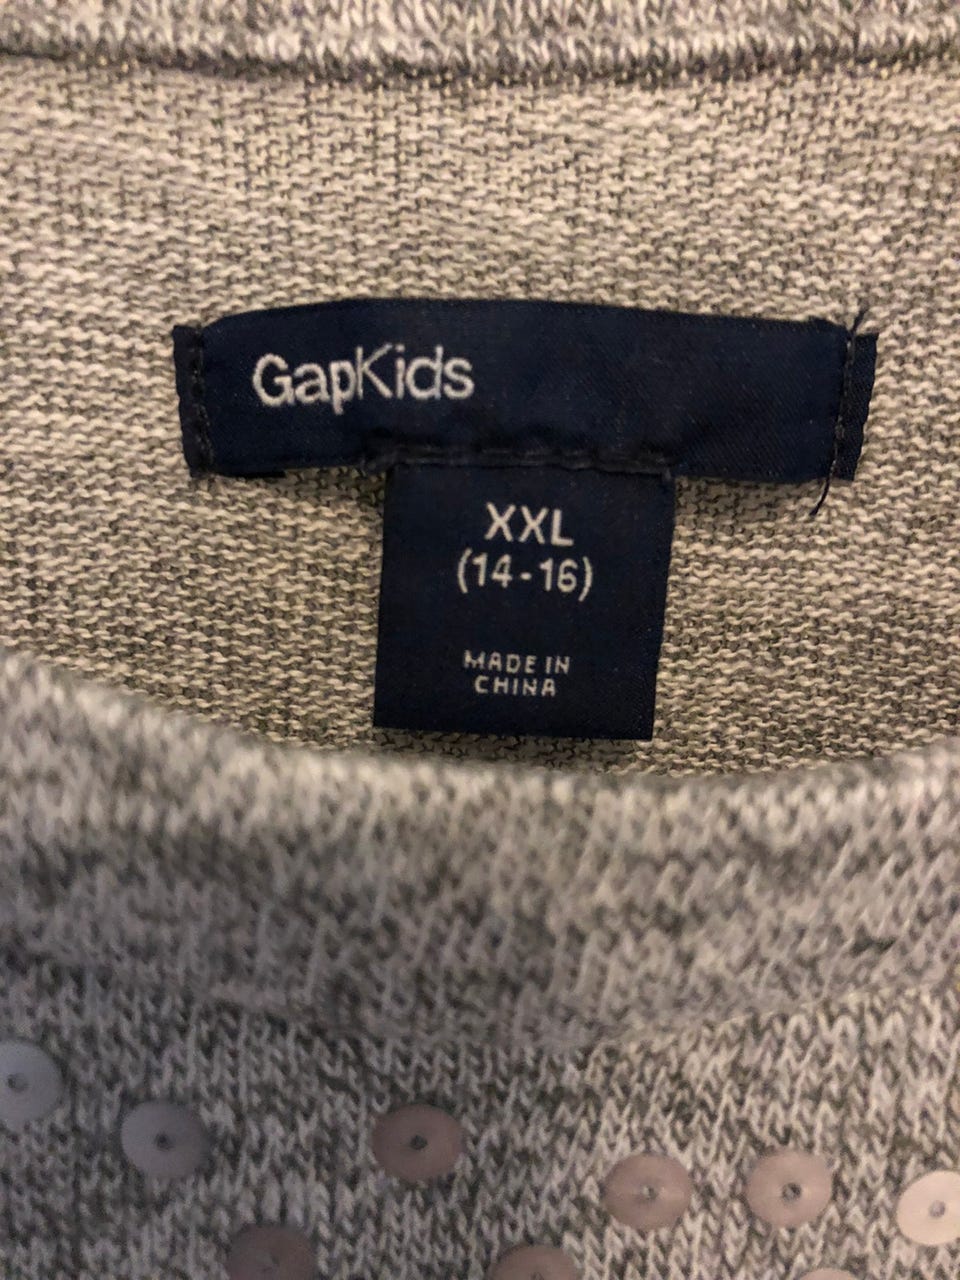 GapKids
XXL
(14-16)
MADE IN
CHINA